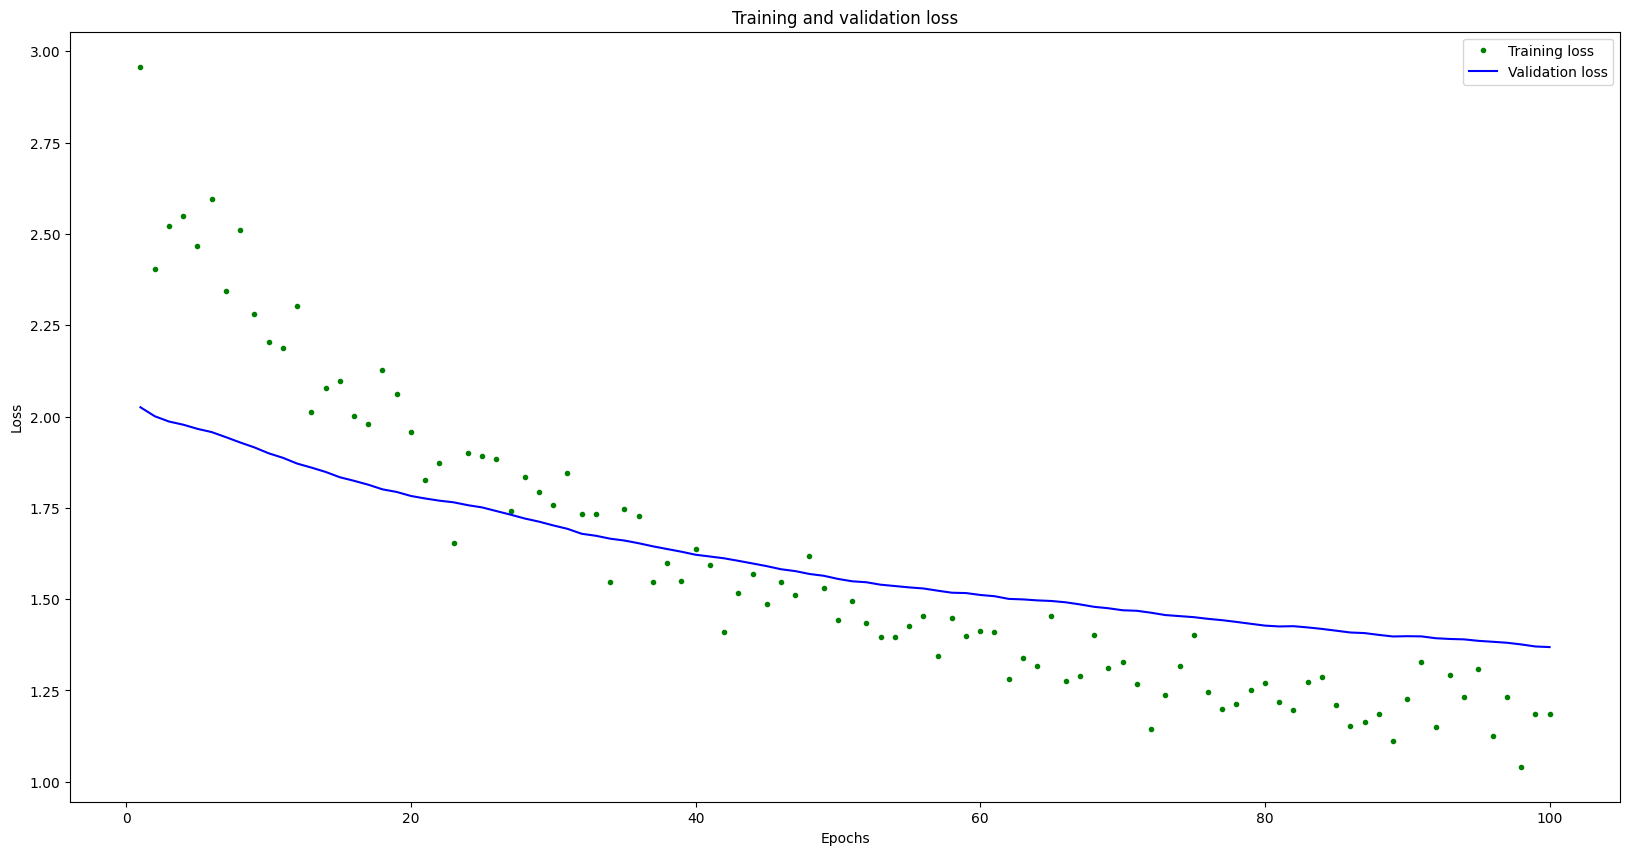 Training and validation loss
Training loss
Validation loss
3.00
2.75
2.50
2.25
2.00
1.75
1.50
1.25
1.00
Loss
0 20 40 60 80 100
Epochs